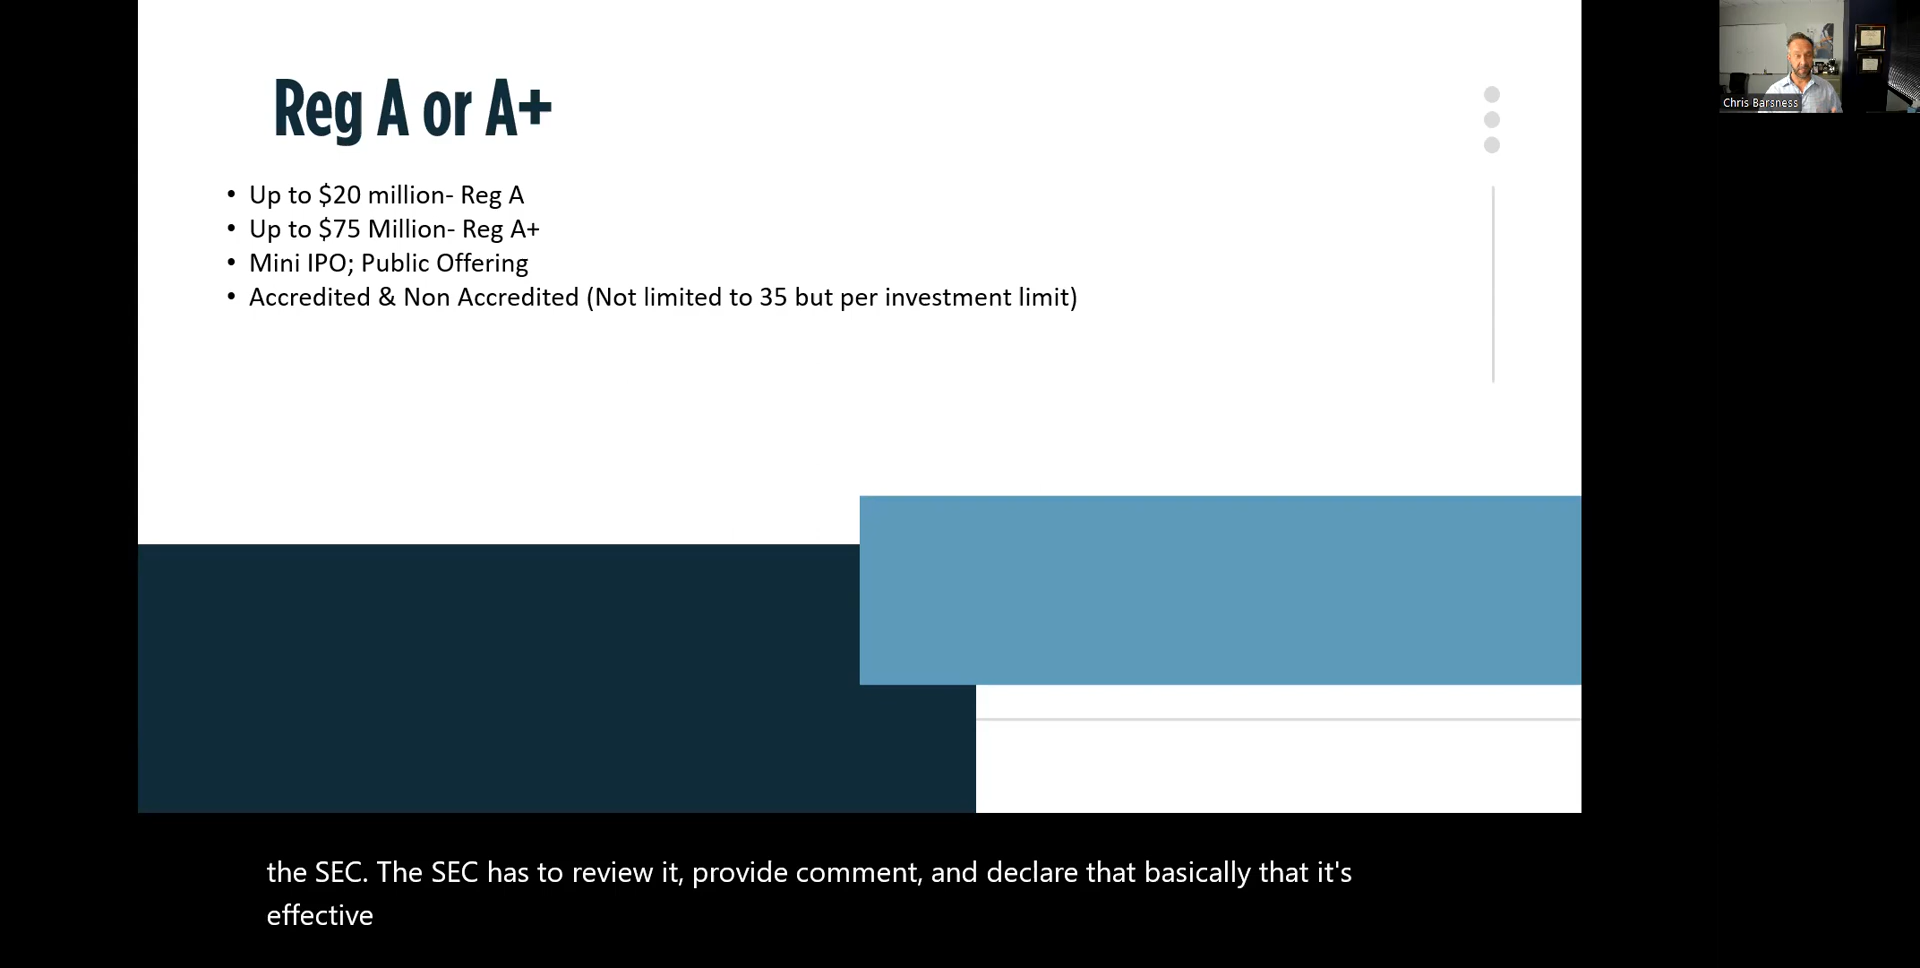 Reg A or A+
• Up to $20 million- Reg A
• Up to $75 Million- Reg A+
• Mini IPO; Public Offering
• Accredited & Non Accredited (Not limited to 35 but per investment limit)
Chris Barsness
the SEC. The SEC has to review it, provide comment, and declare that basically that it's
effective